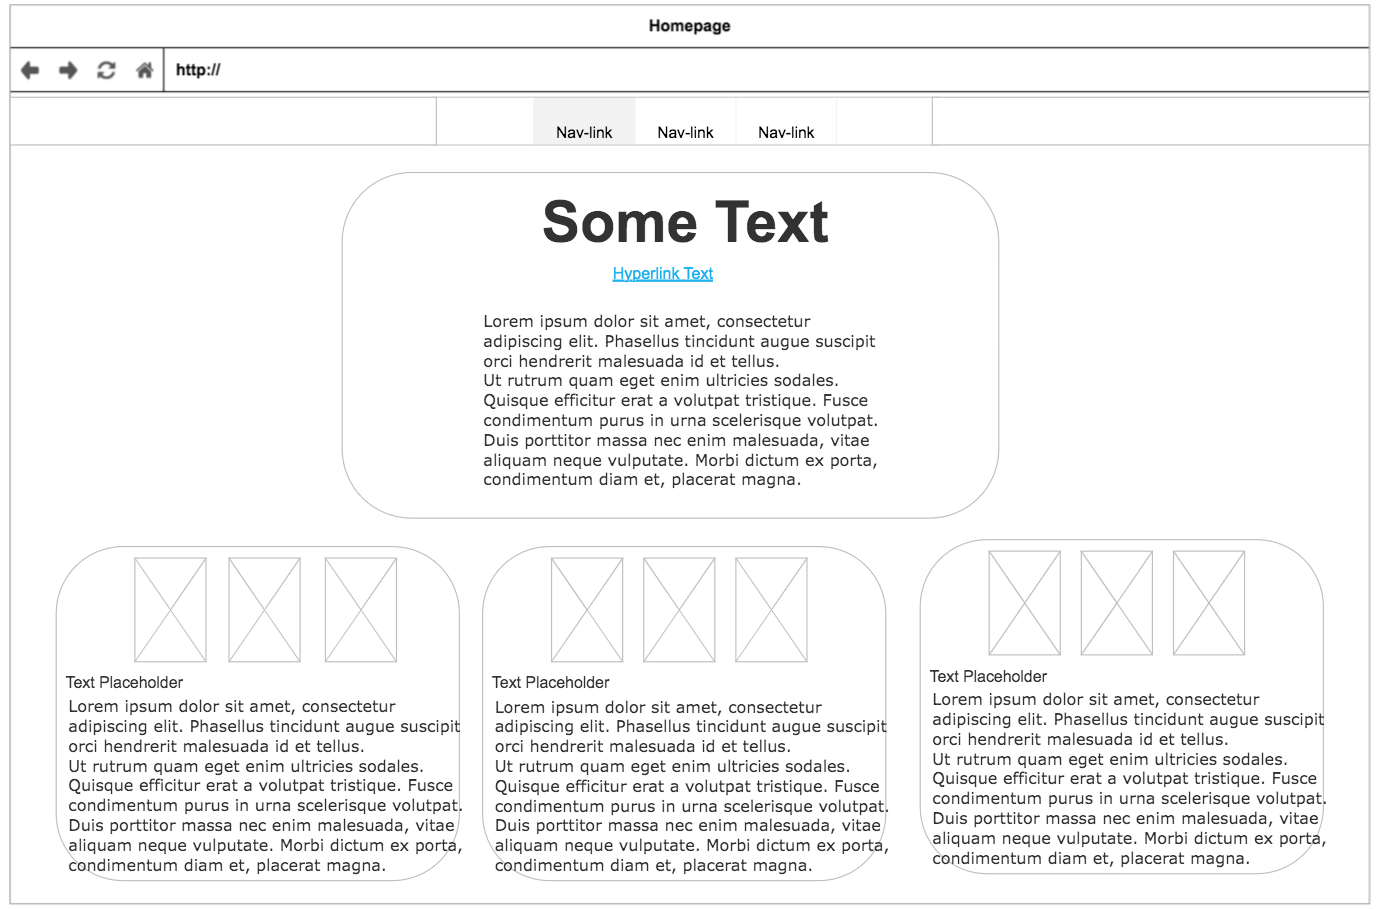 Homepage
http://
Nav-link Nav-link Nav-link
Some Text
Hyperlink Text
Lorem ipsum dolor sit amet, consectetur
adipiscing elit. Phasellus tincidunt augue suscipit
orci hendrerit malesuada id et tellus.
Ut rutrum quam eget enim ultricies sodales.
Quisque efficitur erat a volutpat tristique. Fusce
condimentum purus in urna scelerisque volutpat.
Duis porttitor massa nec enim malesuada, vitae
aliquam neque vulputate. Morbi dictum ex porta,
condimentum diam et, placerat magna.
Text Placeholder
Lorem ipsum dolor sit amet, consectetur
adipiscing elit. Phasellus tincidunt augue suscipit
orci hendrerit malesuada id et tellus.
Ut rutrum quam eget enim ultricies sodales.
Quisque efficitur erat a volutpat tristique. Fusce
condimentum purus in urna scelerisque volutpat.
Duis porttitor massa nec enim malesuada, vitae
aliquam neque vulputate. Morbi dictum ex porta,
condimentum diam et, placerat magna.
Text Placeholder
Lorem ipsum dolor sit amet, consectetur
adipiscing elit. Phasellus tincidunt augue suscipit
orci hendrerit malesuada id et tellus.
Ut rutrum quam eget enim ultricies sodales.
Quisque efficitur erat a volutpat tristique. Fusce
condimentum purus in urna scelerisque volutpat.
Duis porttitor massa nec enim malesuada, vitae
aliquam neque vulputate. Morbi dictum ex porta,
condimentum diam et, placerat magna.
Text Placeholder
Lorem ipsum dolor sit amet, consectetur
adipiscing elit. Phasellus tincidunt augue suscipit
orci hendrerit malesuada id et tellus.
Ut rutrum quam eget enim ultricies sodales.
Quisque efficitur erat a volutpat tristique. Fusce
condimentum purus in urna scelerisque volutpat.
Duis porttitor massa nec enim malesuada, vitae
aliquam neque vulputate. Morbi dictum ex porta,
condimentum diam et, placerat magna.